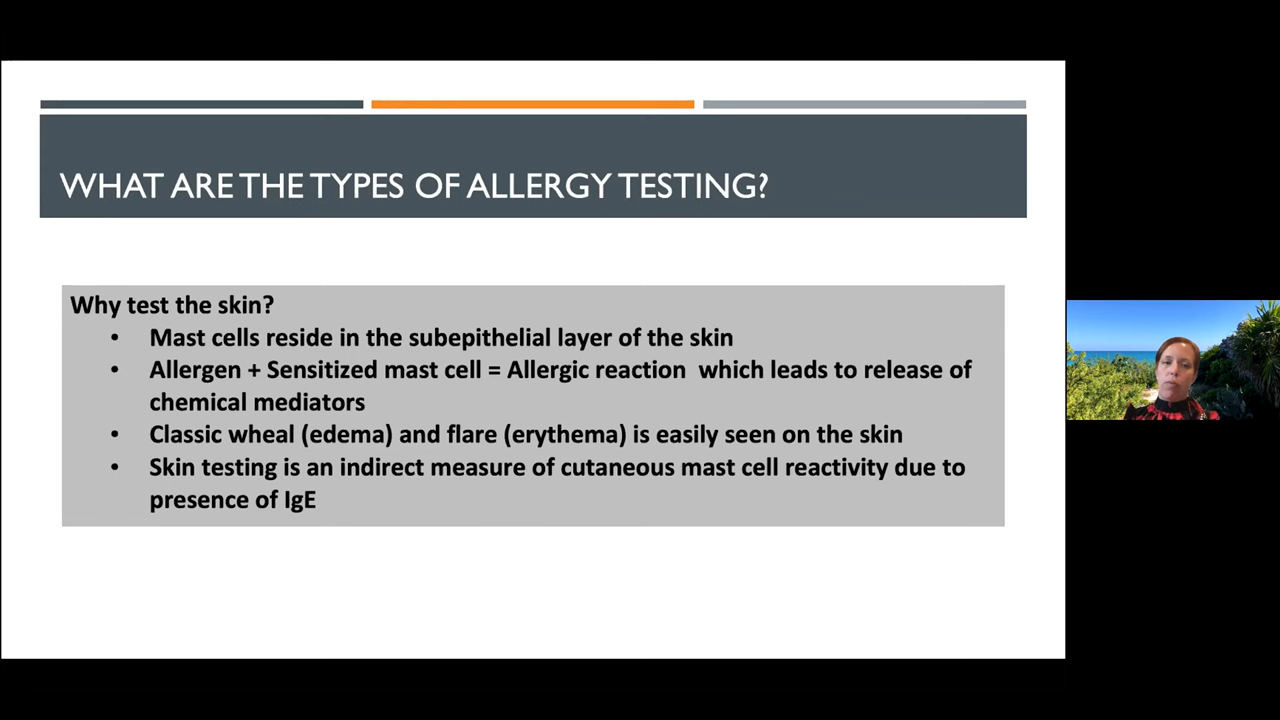 WHAT ARE THE TYPES OF ALLERGY TESTING?
Why test the skin?
• Mast cells reside in the subepithelial layer of the skin
• Allergen + Sensitized mast cell = Allergic reaction which leads to release of
chemical mediators
• Classic wheal (edema) and flare (erythema) is easily seen on the skin
• Skin testing is an indirect measure of cutaneous mast cell reactivity due to
presence of IgE